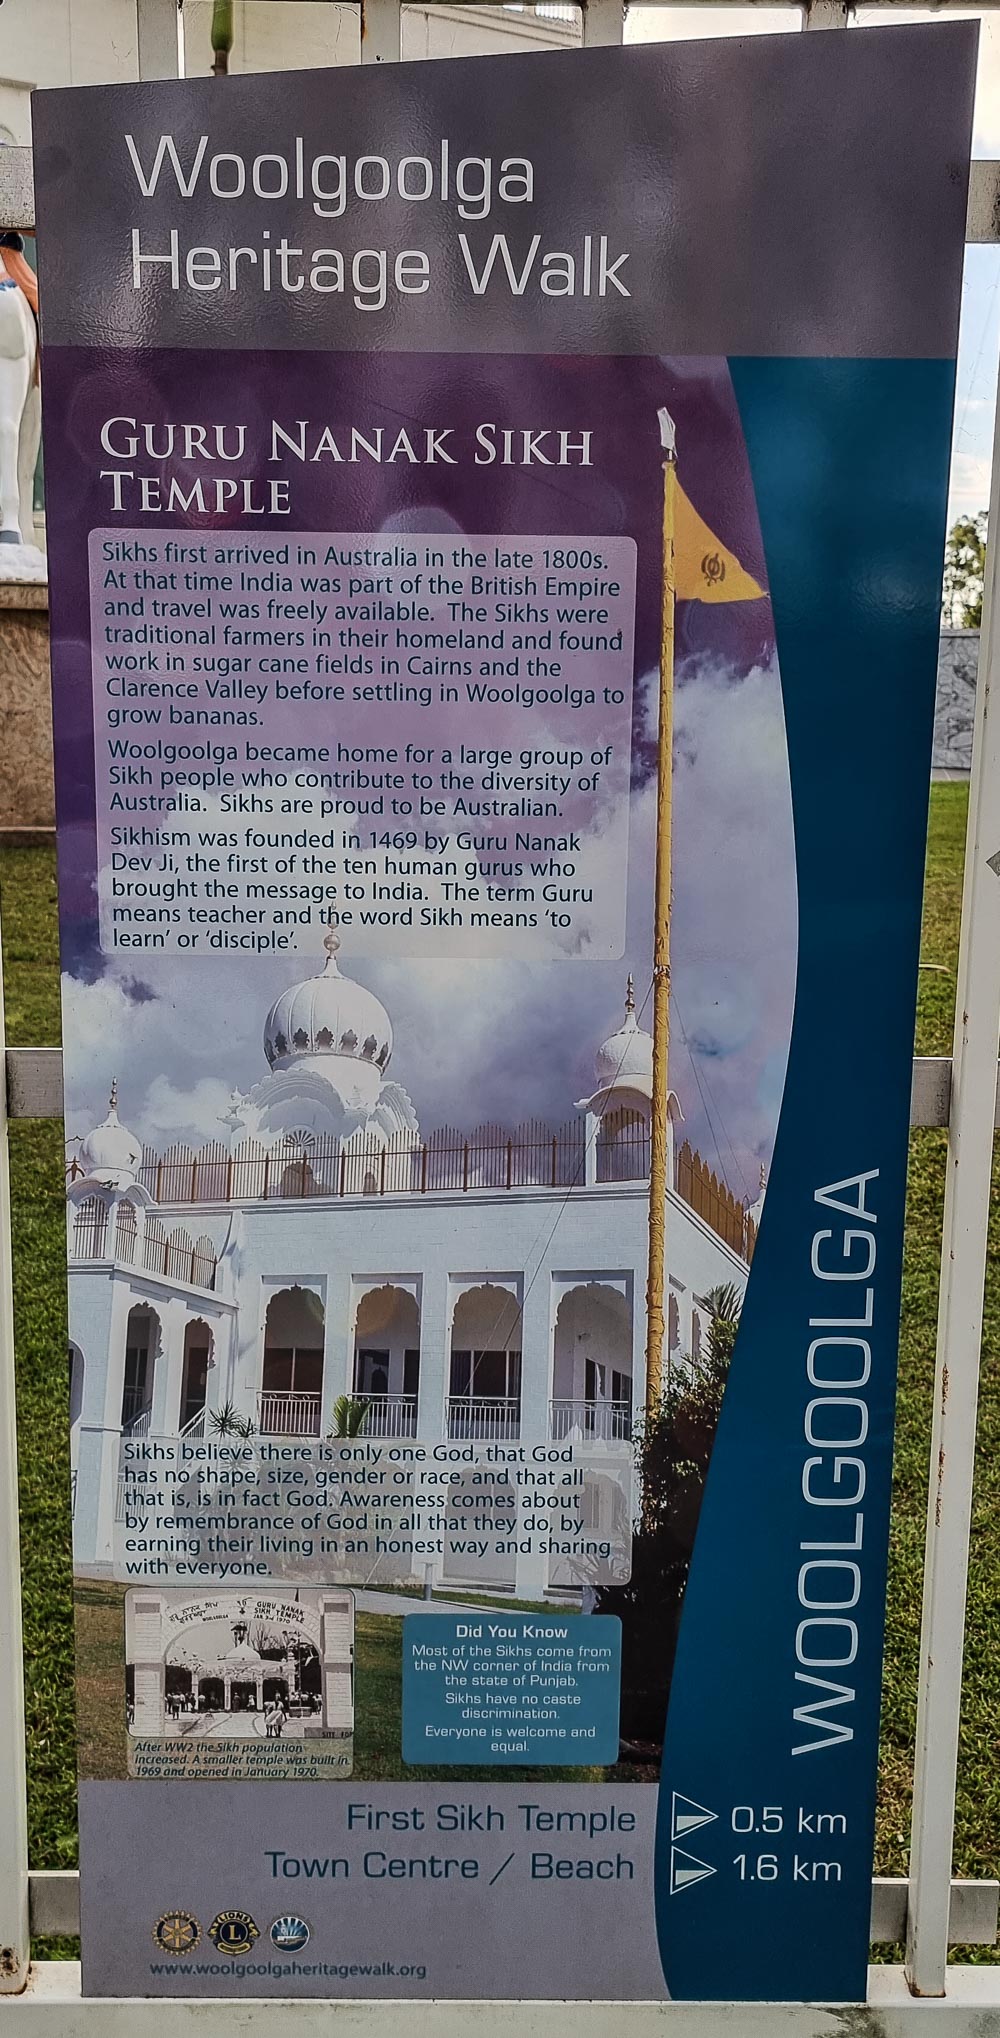 Woolgoolga
Heritage Walk
GURU NANAK SIKH
TEMPLE
Sikhs first arrived in Australia in the late 1800s.
At that time India was part of the British Empire
and travel was freely available. The Sikhs were
traditional farmers in their homeland and found
work in sugar cane fields in Cairns and the
Clarence Valley before settling in Woolgoolga to
grow bananas.
Woolgoolga became home for a large group of
Sikh people who contribute to the diversity of
Australia. Sikhs are proud to be Australian.
Sikhism was founded in 1469 by Guru Nanak
Dev Ji, the first of the ten human gurus who
brought the message to India. The term Guru
means teacher and the word Sikh means ‘to
learn’ or ‘disciple’.
WOOLGOOLGA
Sikhs believe there is only one God, that God
has no shape, size, gender or race, and that all
that is, is in fact God. Awareness comes about
by remembrance of God in all that they do, by
earning their living in an honest way and sharing
with everyone.
GURU NANAK
SIKH TEMPLE
JAN 3rd 1970
WOOLGOOLGA
SITE FOR
After WW2 the Sikh population
increased. A smaller temple was built in
1969 and opened in January 1970.
Did You Know
Most of the Sikhs come from
the NW corner of India from
the state of Punjab.
Sikhs have no caste
discrimination.
Everyone is welcome and
equal.
First Sikh Temple 0.5 km
Town Centre / Beach 1.6 km
LIONS
L
www.woolgoolgaheritagewalk.org